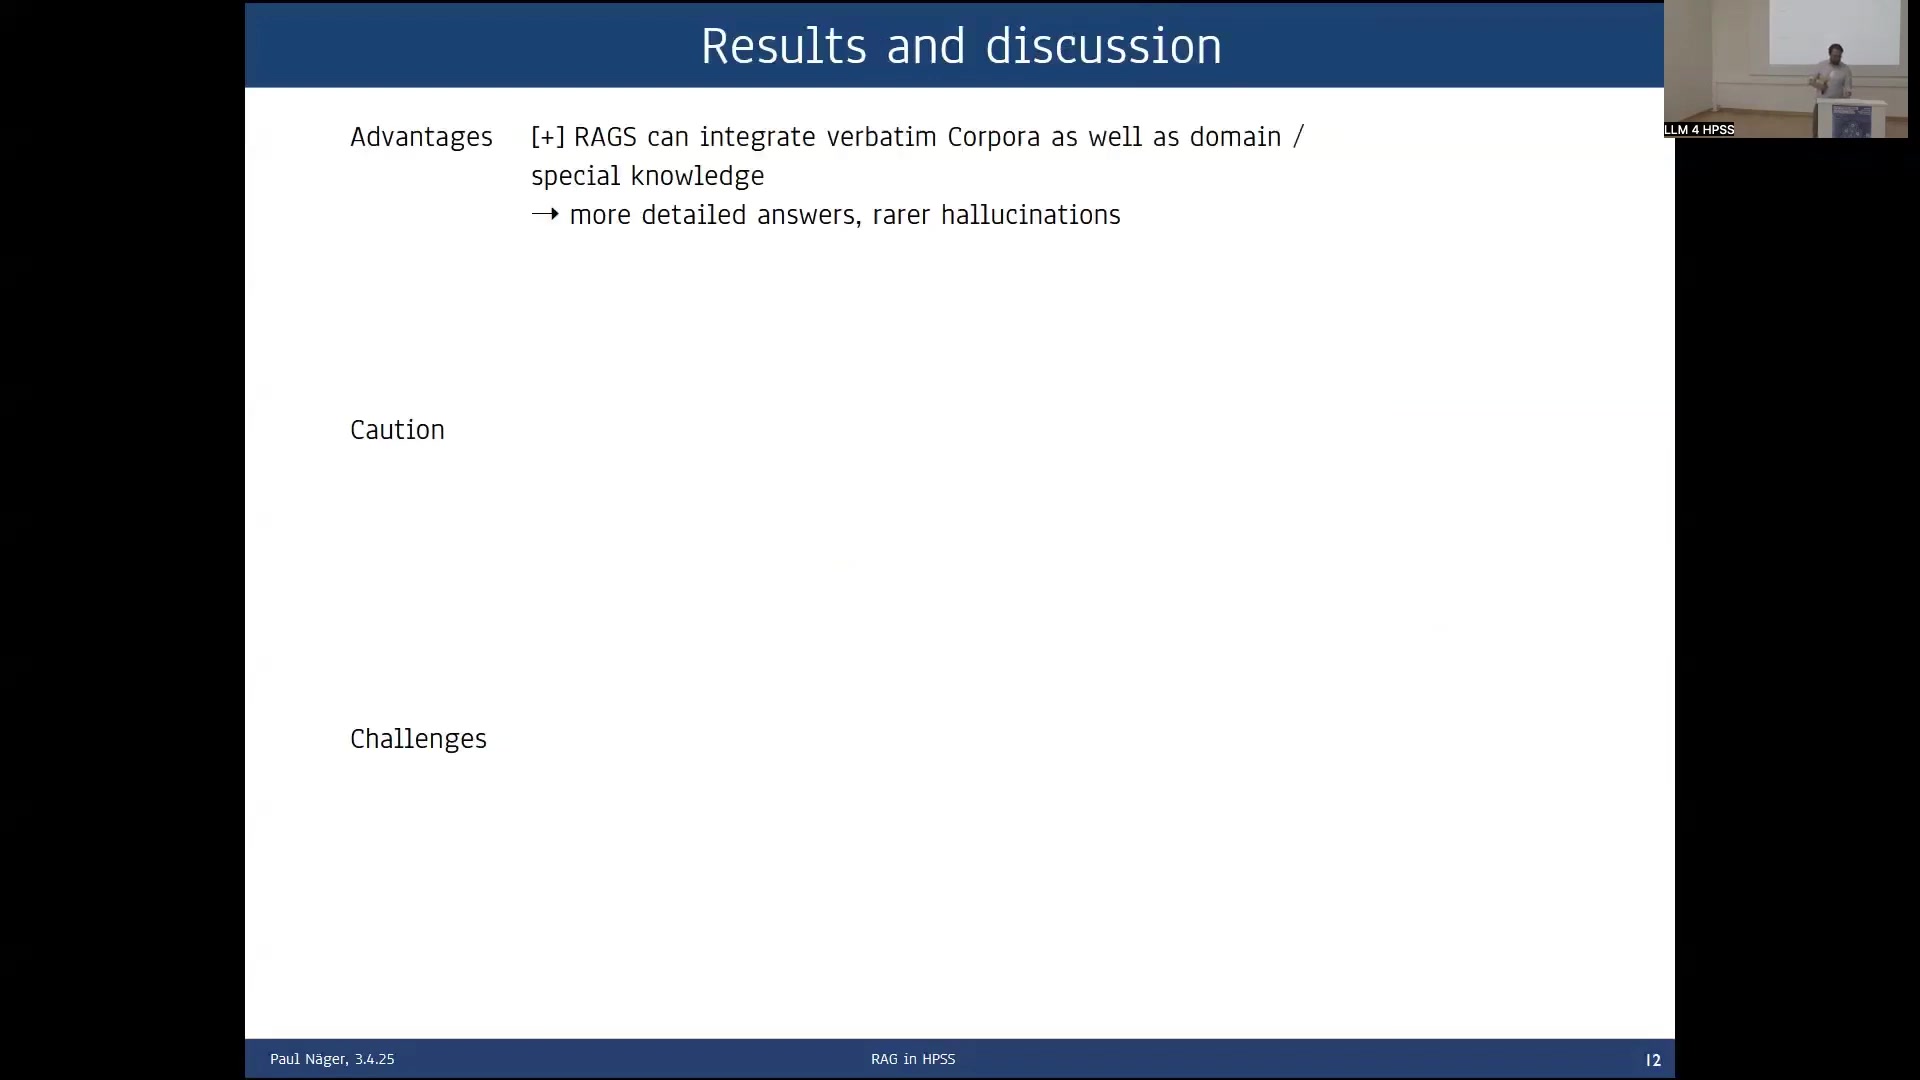 Results and discussion
LLM 4 HPSS
Advantages [+] RAGS can integrate verbatim Corpora as well as domain /
special knowledge
→ more detailed answers, rarer hallucinations
Caution
Challenges
Paul Näger, 3.4.25 RAG in HPSS 12